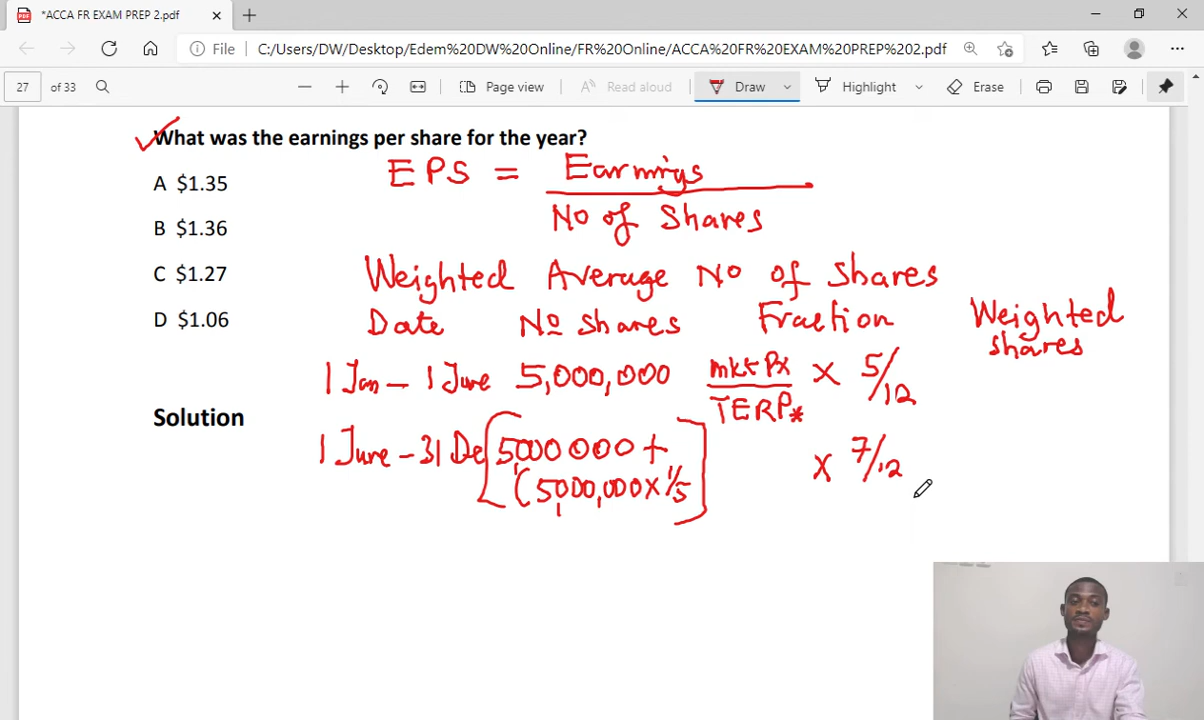 *ACCA FR EXAM PREP 2.pdf
File C:/Users/DW/Desktop/Edem%20DW%20Online/FR%20Online/ACCA%20FR%20EXAM%20PREP%202.pdf
27 of 33 Page view Read aloud Draw Highlight Erase
What was the earnings per share for the year?
EPS = Earnings
No of Shares
A $1.35
B $1.36
C $1.27
D $1.06
Weighted Average No of Shares
Date No shares Fraction Weighted shares
1 Jan – 1 June 5,000,000 mkt Px / TERP* X 5/12
Solution
1 June – 31 De [5,000 000 + (5,000,000 X 1/5] X 7/12